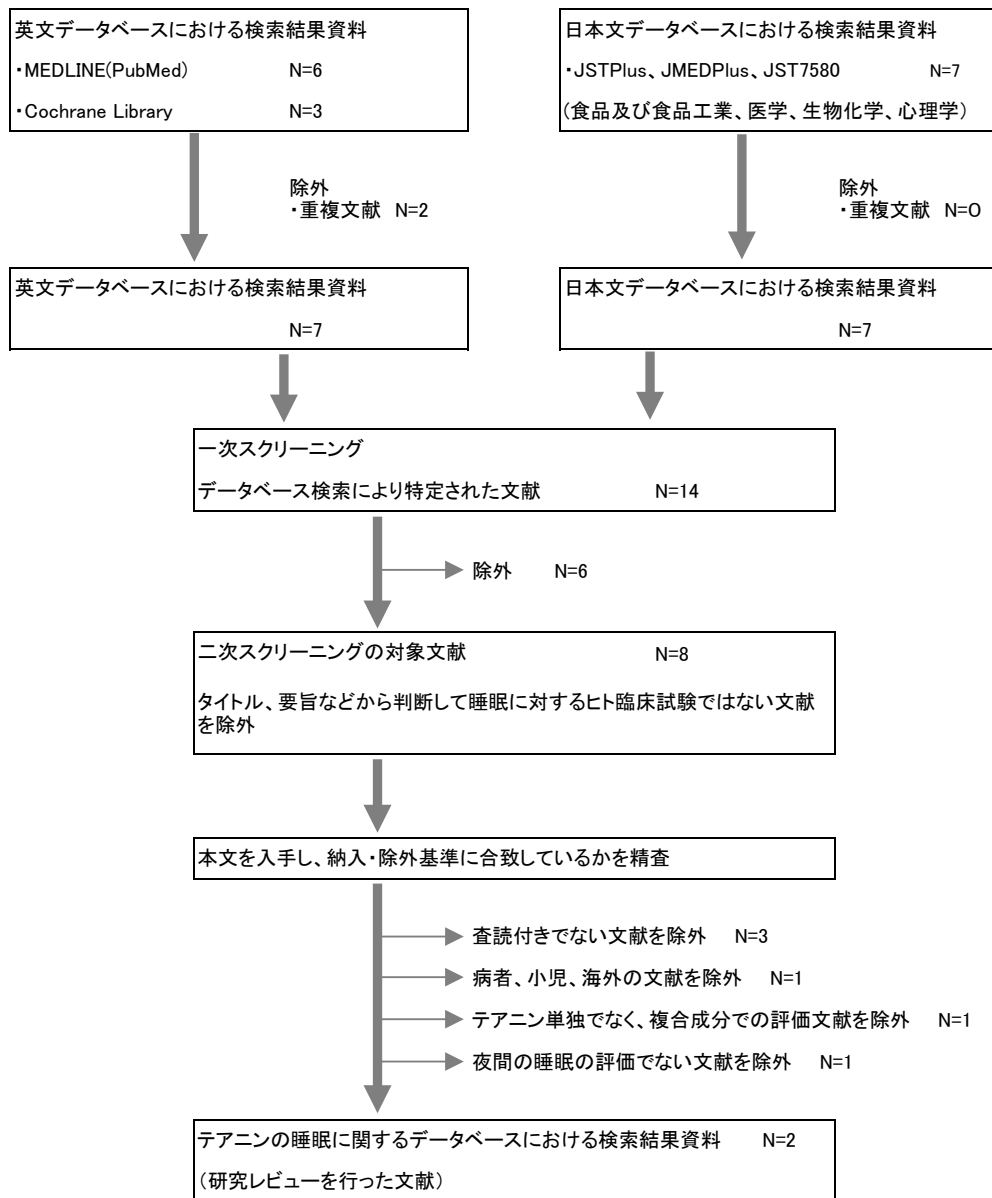 英文データベースにおける検索結果資料
・MEDLINE(PubMed) N=6
・Cochrane Library N=3
日本文データベースにおける検索結果資料
・JSTPlus、JMEDPlus、JST7580 N=7
(食品及び食品工業、医学、生物化学、心理学)
除外
・重複文献 N=2
除外
・重複文献 N=O
英文データベースにおける検索結果資料
N=7
日本文データベースにおける検索結果資料
N=7
一次スクリーニング
データベース検索により特定された文献 N=14
除外 N=6
二次スクリーニングの対象文献 N=8
タイトル、要旨などから判断して睡眠に対するヒト臨床試験ではない文献
を除外
本文を入手し、納入・除外基準に合致しているかを精査
査読付きでない文献を除外 N=3
病者、小児、海外の文献を除外 N=1
テアニン単独でなく、複合成分での評価文献を除外 N=1
夜間の睡眠の評価でない文献を除外 N=1
テアニンの睡眠に関するデータベースにおける検索結果資料 N=2
(研究レビューを行った文献)